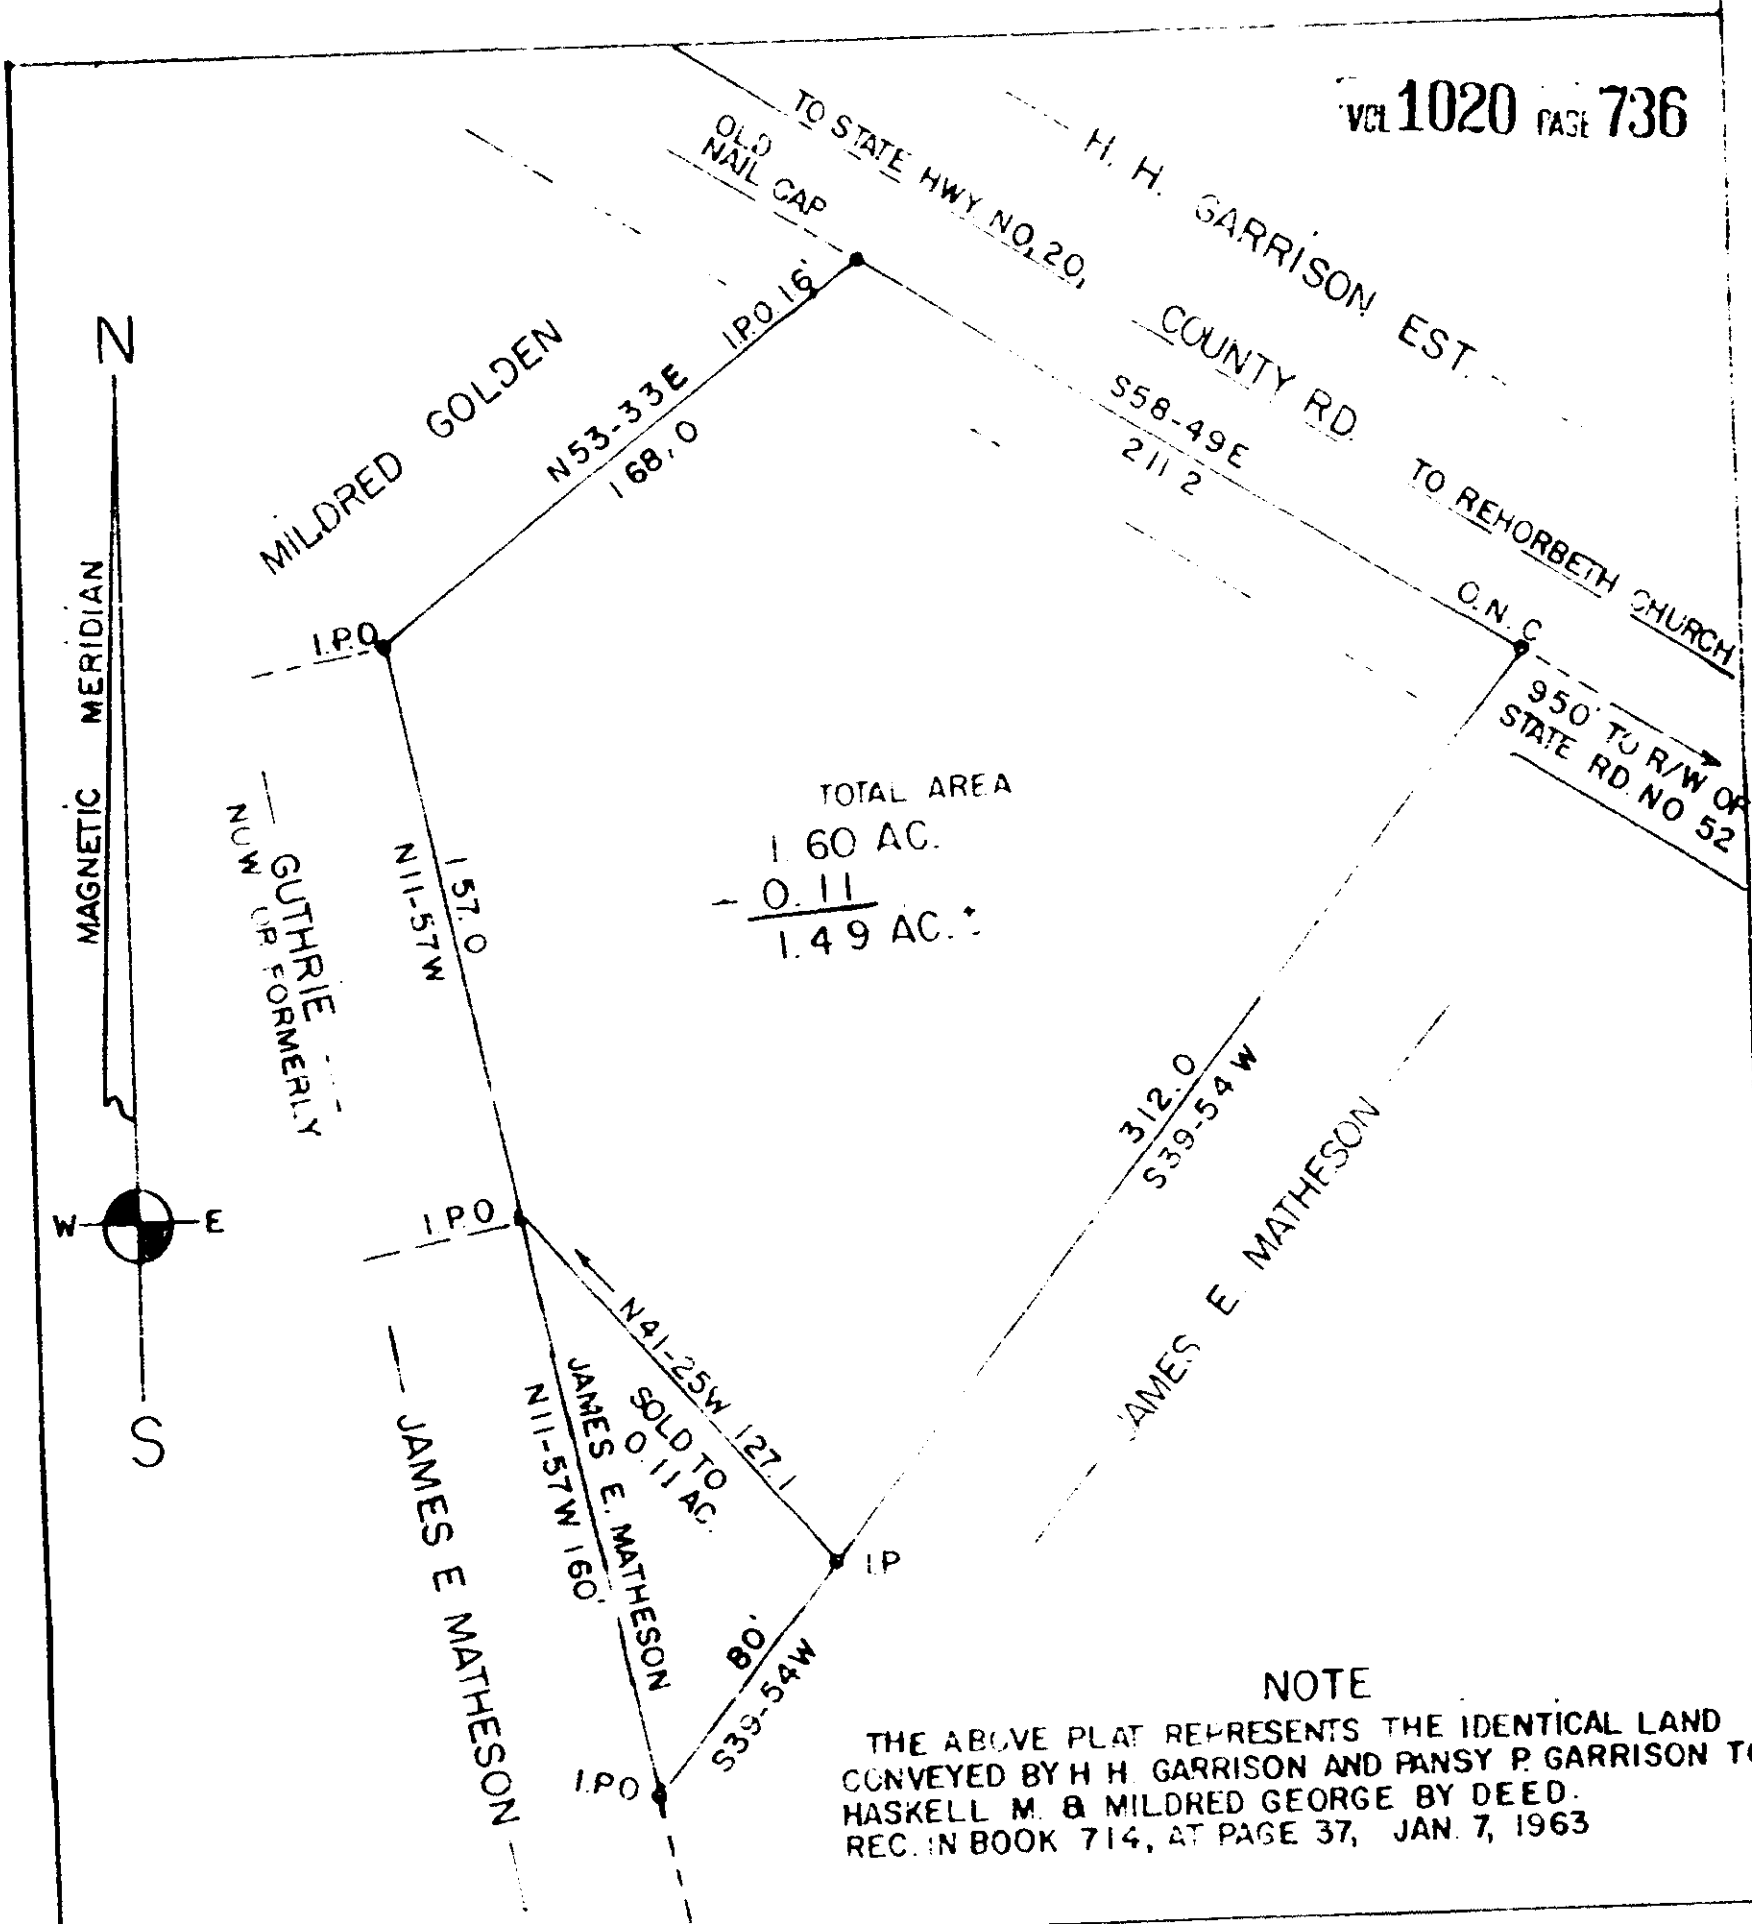 VOL 1020 PAGE 736
H. H. GARRISON EST.
TO STATE HWY NO, 20,
OLD
NAIL CAP
COUNTY RD.
TO REHORBETH CHURCH
S58-49E
211 2
O.N.C
950' TO R/W OF
STATE RD. NO 52
I.P.O. 16'
N53-33E
168.0
MILDRED GOLDEN
I.P.O
N
MAGNETIC MERIDIAN
W
E
S
GUTHRIE
NOW OR FORMERLY
157.0
N11-57W
TOTAL AREA
1.60 AC.
- 0.11
1.49 AC. ±
312.0
S39-54W
JAMES E. MATHESON
I.P.O
N41-25W 127.1
SOLD TO
0.11 AC.
JAMES E. MATHESON
N11-57W 160'
JAMES E MATHESON
I.P
80'
S39-54W
I.P.O
NOTE
THE ABOVE PLAT REPRESENTS THE IDENTICAL LAND
CONVEYED BY H H. GARRISON AND PANSY P. GARRISON TO
HASKELL M. & MILDRED GEORGE BY DEED.
REC. IN BOOK 714, AT PAGE 37, JAN. 7, 1963